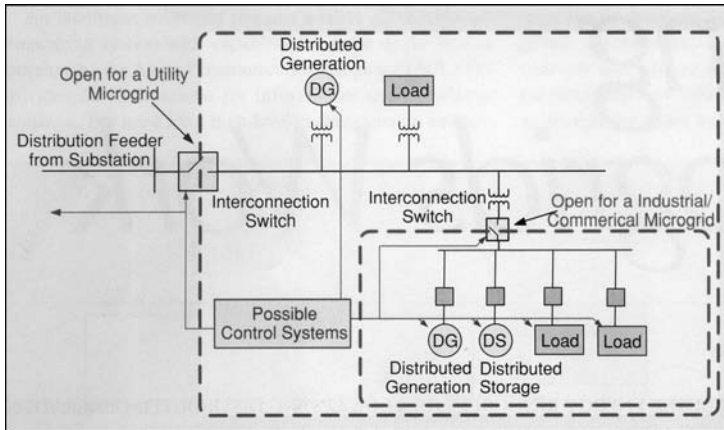 Distributed
Generation
DG
Load
Open for a Utility
Microgrid
Distribution Feeder
from Substation
Interconnection
Switch
Interconnection
Switch
Open for a Industrial/
Commerical Microgrid
Possible
Control Systems
DG
DS
Load
Load
Distributed
Generation
Distributed
Storage